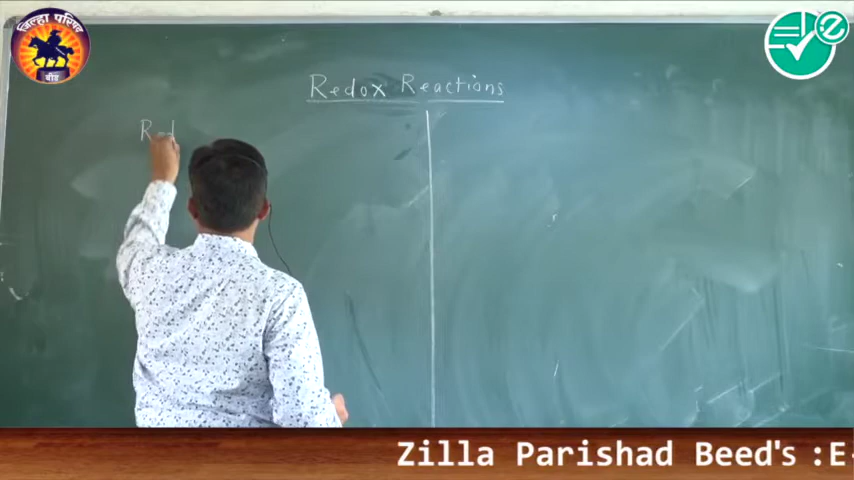 जिल्हा परिषद
बीड
e
Redox Reactions
Red
Zilla Parishad Beed's :E-